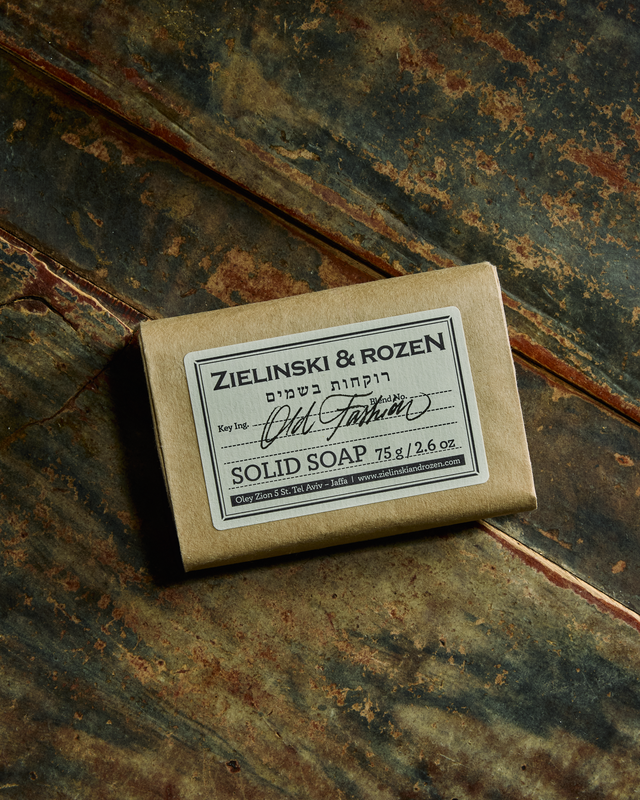 ZIELINSKI & ROZEN
רוקחות בשמים
Blend No.
Key Ing. Old Fashion
SOLID SOAP 75 g / 2.6 oz
Oley Zion 5 St. Tel Aviv – Jaffa | www.zielinskiandrozen.com